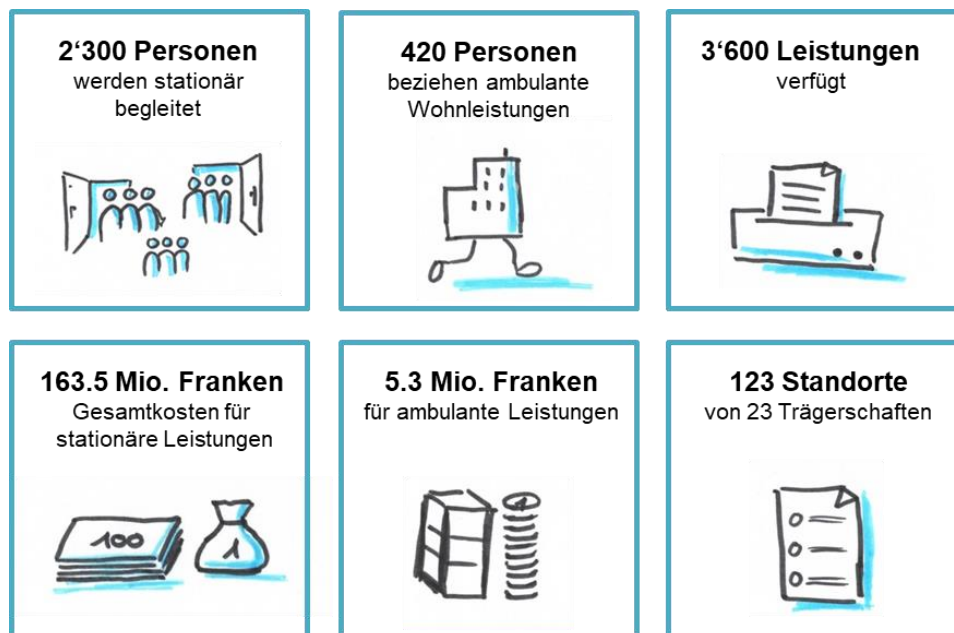 2‘300 Personen
werden stationär
begleitet
420 Personen
beziehen ambulante
Wohnleistungen
3‘600 Leistungen
verfügt
163.5 Mio. Franken
Gesamtkosten für
stationäre Leistungen
100
1
5.3 Mio. Franken
für ambulante Leistungen
1
123 Standorte
von 23 Trägerschaften